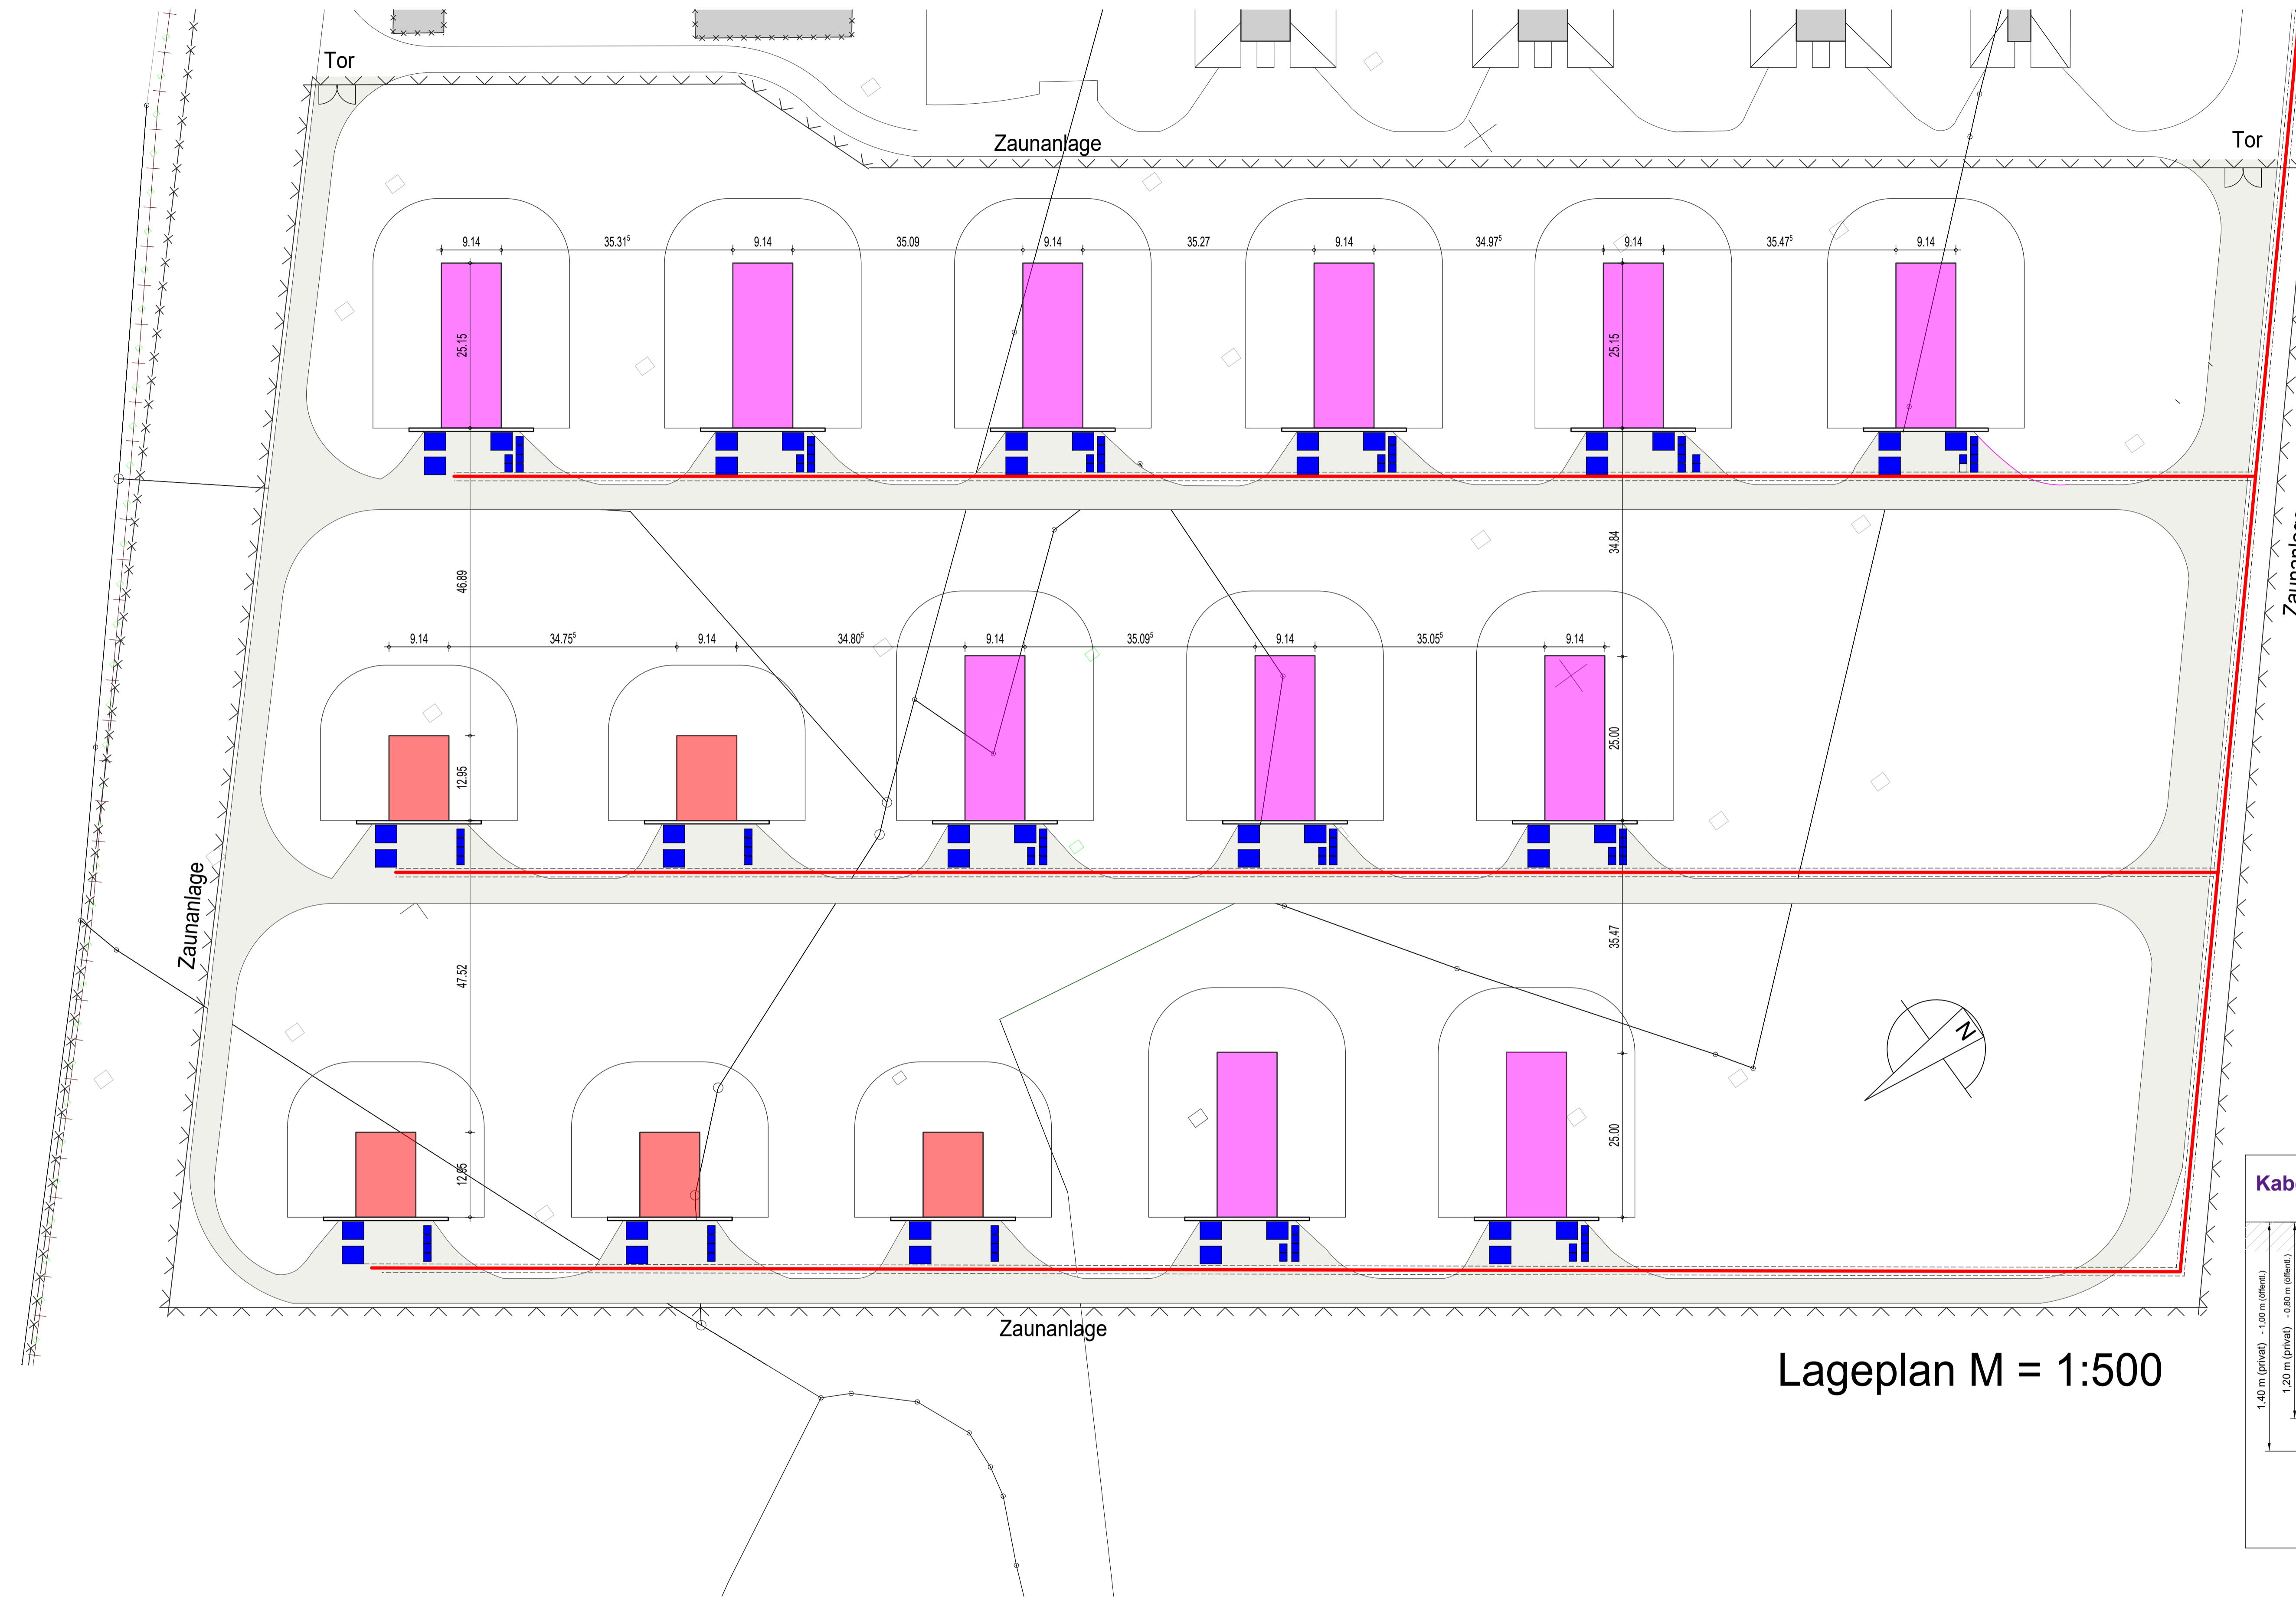 Tor
Zaunanlage
Tor
9.14
35.31⁵
9.14
35.09
9.14
35.27
9.14
34.97⁵
9.14
35.47⁵
9.14
25.15
25.15
46.89
34.84
Zaunanlage
9.14
34.75⁵
9.14
34.80⁵
9.14
35.09⁵
9.14
35.05⁵
9.14
12.95
25.00
Zaunanlage
47.52
35.47
N
12.95
25.00
Kab
1,40 m (privat) - 1,00 m (öffentl.)
1,20 m (privat) - 0,80 m (öffentl.)
Zaunanlage
Lageplan M = 1:500